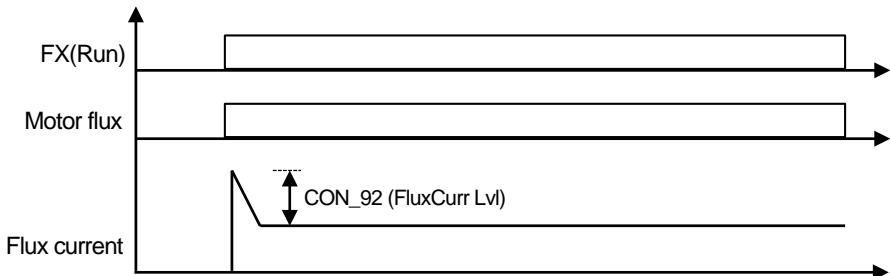 FX(Run)
Motor flux
CON_92 (FluxCurr Lvl)
Flux current